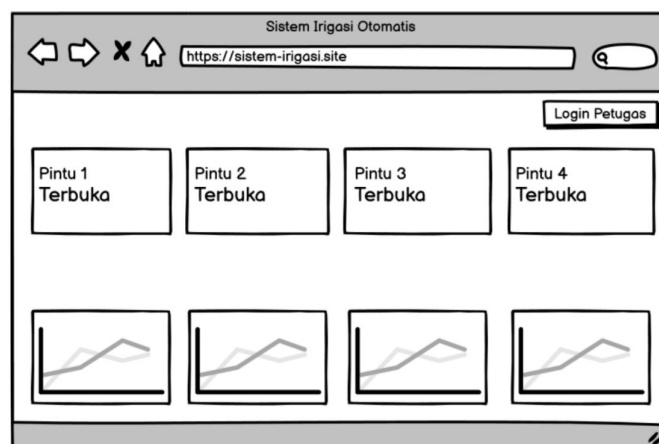 Sistem Irigasi Otomatis
https://sistem-irigasi.site
Login Petugas
Pintu 1
Terbuka
Pintu 2
Terbuka
Pintu 3
Terbuka
Pintu 4
Terbuka